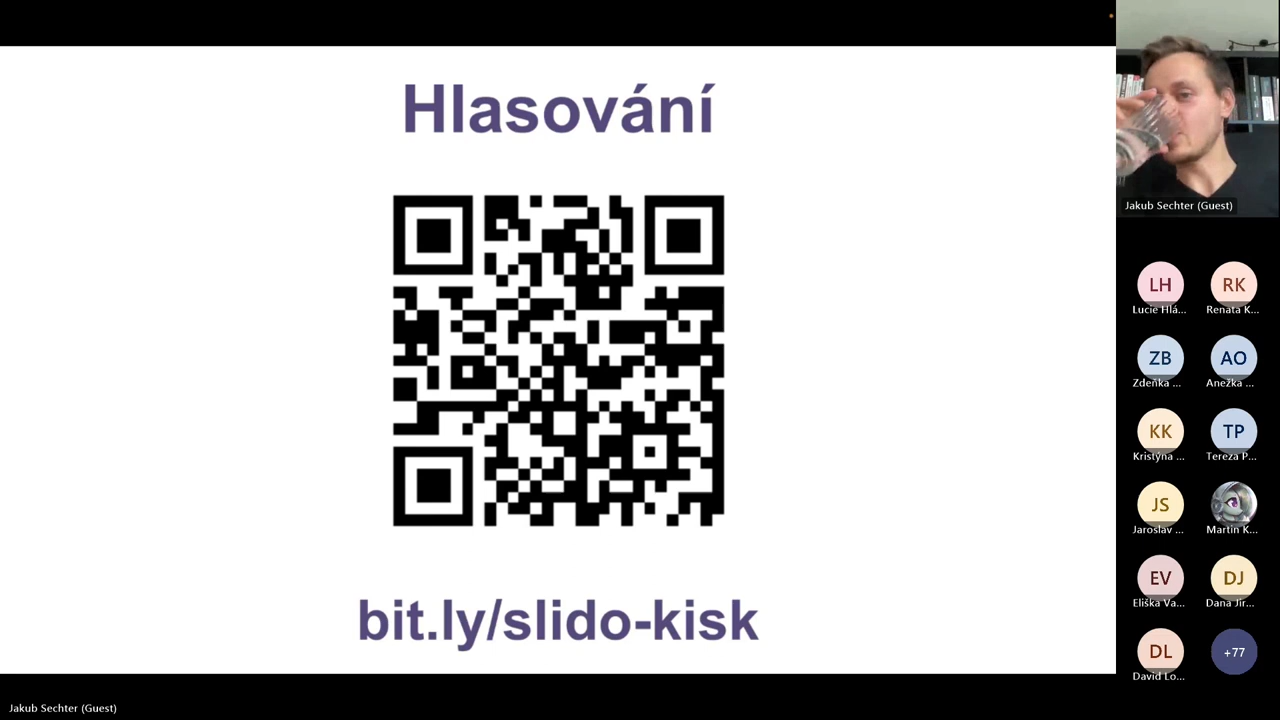 Hlasování
bit.ly/slido-kisk
Jakub Sechter (Guest)
LH
Lucie Hlá...
RK
Renata K...
ZB
Zdeňka ...
AO
Anežka ...
KK
Kristýna ...
TP
Tereza P...
JS
Jaroslav ...
Martin K...
EV
Eliška Va...
DJ
Dana Jir...
DL
David Lo...
+77
Jakub Sechter (Guest)